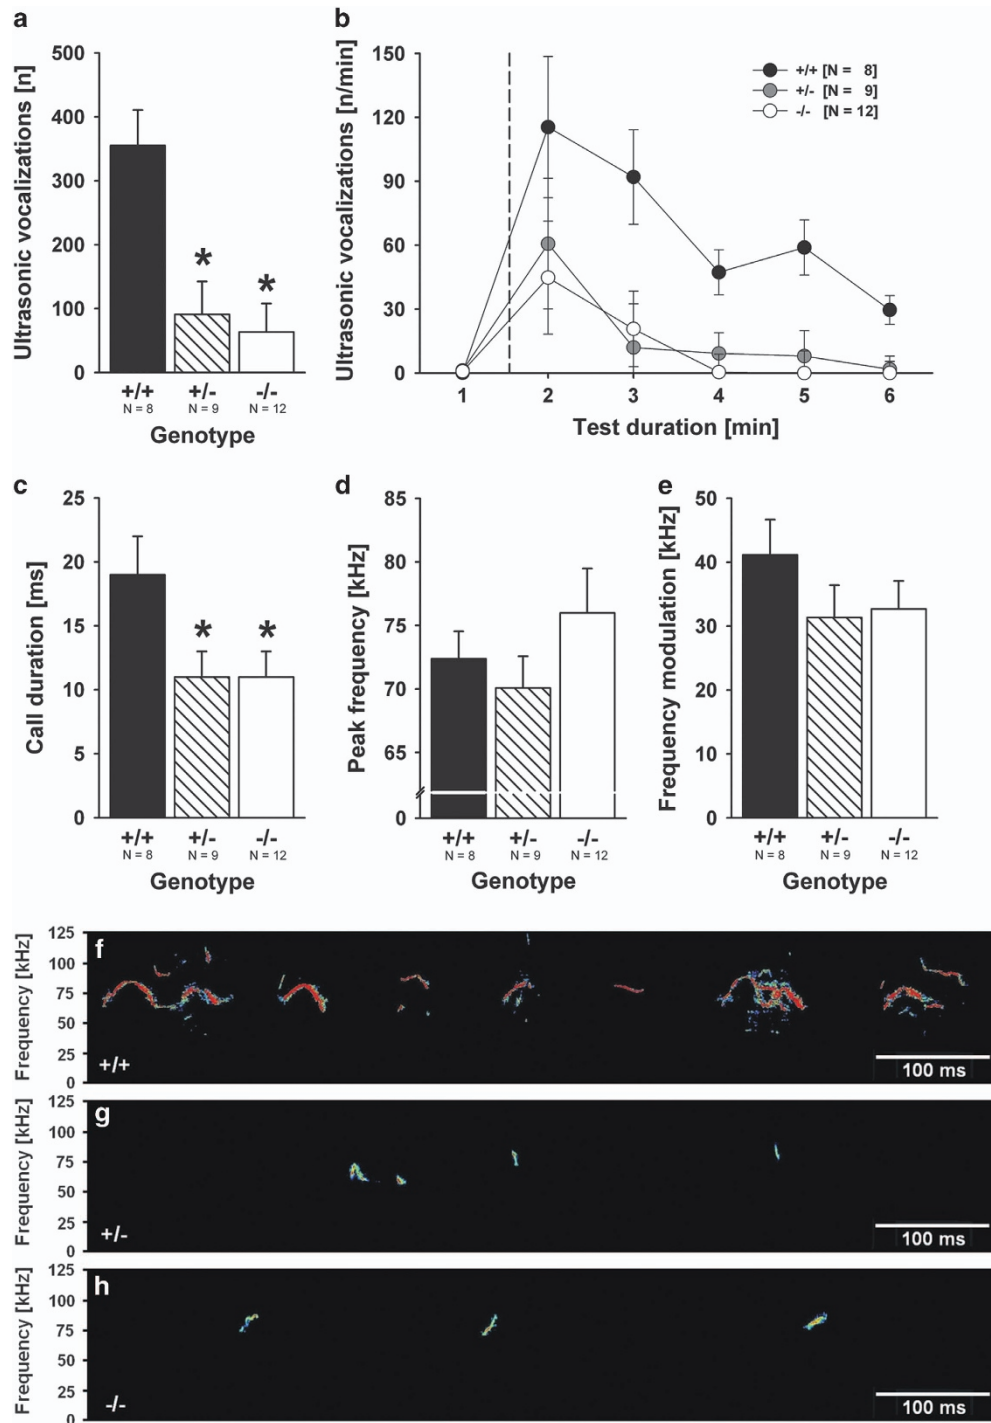 a
Ultrasonic vocalizations [n]
500
400
300
200
100
0
*
*
+/+ +/- -/-
N = 8 N = 9 N = 12
Genotype
b
Ultrasonic vocalizations [n/min]
150
120
90
60
30
0
+/+ [N = 8]
+/- [N = 9]
-/- [N = 12]
1 2 3 4 5 6
Test duration [min]
c
Call duration [ms]
25
20
15
10
5
0
*
*
+/+ +/- -/-
N = 8 N = 9 N = 12
Genotype
d
Peak frequency [kHz]
85
80
75
70
65
0
+/+ +/- -/-
N = 8 N = 9 N = 12
Genotype
e
Frequency modulation [kHz]
50
40
30
20
10
0
+/+ +/- -/-
N = 8 N = 9 N = 12
Genotype
Frequency [kHz]
125
100
75
50
25
0
f
+/+
100 ms
Frequency [kHz]
125
100
75
50
25
0
g
+/-
100 ms
Frequency [kHz]
125
100
75
50
25
0
h
-/-
100 ms